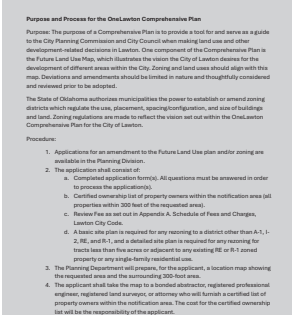 Purpose and Process for the OneLawton Comprehensive Plan
Purpose: The purpose of a Comprehensive Plan is to provide a tool for and serve as a guide
to the City Planning Commission and City Council when making land use and other
development-related decisions in Lawton. One component of the Comprehensive Plan is
the Future Land Use Map, which illustrates the vision the City of Lawton desires for the
development of different areas within the City. Zoning and land uses should align with this
map. Deviations and amendments should be limited in nature and thoughtfully considered
and reviewed prior to being adopted.
The State of Oklahoma authorizes municipalities the power to establish or amend zoning
districts which regulate the use, placement, spacing/configuration, and size of buildings
and land. Zoning regulations are made to reflect the vision set out within the OneLawton
Comprehensive Plan for the City of Lawton.
Procedure:
1. Applications for an amendment to the Future Land Use plan and/or zoning are
available in the Planning Division.
2. The application shall consist of:
a. Completed application form(s). All questions must be answered in order
to process the application(s).
b. Certified ownership list of property owners within the notification area (all
properties within 300 feet of the requested area).
c. Review Fee as set out in Appendix A. Schedule of Fees and Charges,
Lawton City Code.
d. A basic site plan is required for any rezoning to a district other than A-1, I-
2, RE, and R-1, and a detailed site plan is required for any rezoning for
tracts less than five acres or adjacent to any existing RE or R-1 zoned
property or any single-family residential use.
3. The Planning Department will prepare, for the applicant, a location map showing
the requested area and the surrounding 300-foot area.
4. The applicant shall take the map to a bonded abstractor, registered professional
engineer, registered land surveyor, or attorney who will furnish a certified list of
property owners within the notification area. The cost for the certified ownership
list will be the responsibility of the applicant.